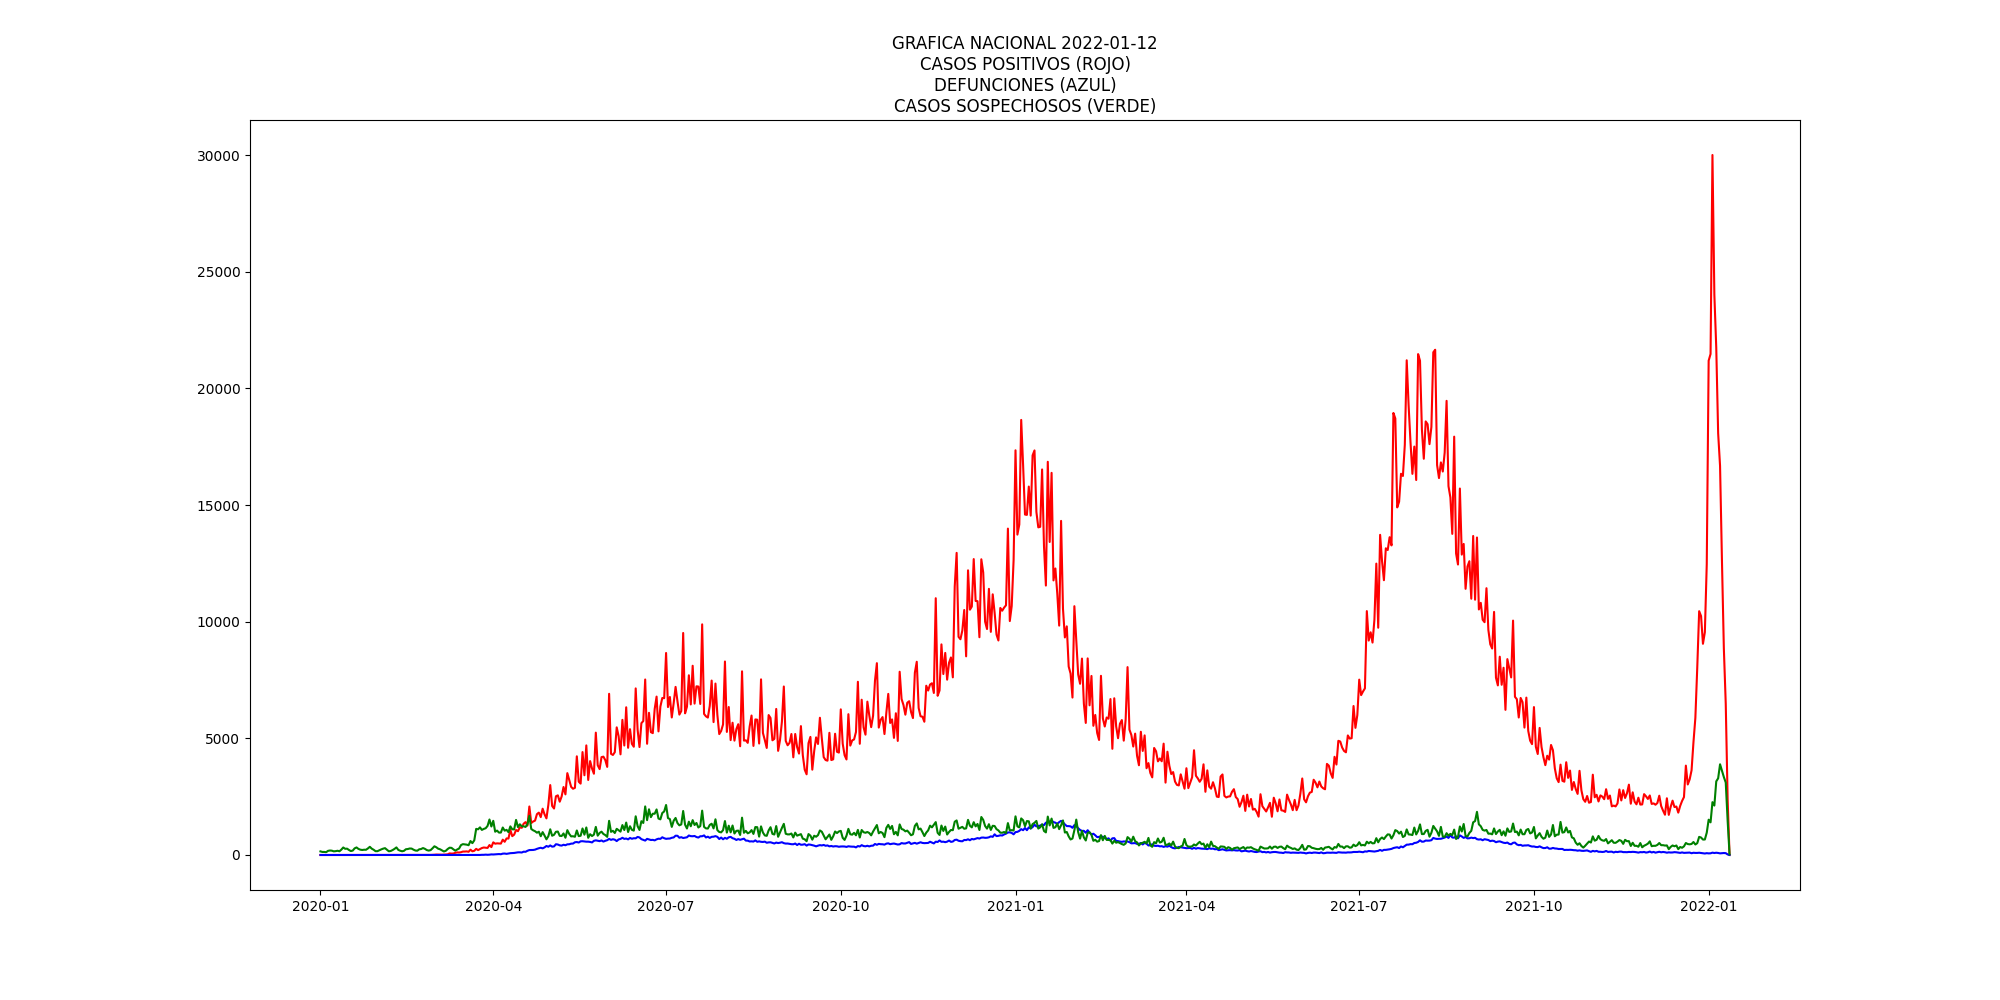 GRAFICA NACIONAL 2022-01-12
CASOS POSITIVOS (ROJO)
DEFUNCIONES (AZUL)
CASOS SOSPECHOSOS (VERDE)
30000
25000
20000
15000
10000
5000
0
2020-01 2020-04 2020-07 2020-10 2021-01 2021-04 2021-07 2021-10 2022-01